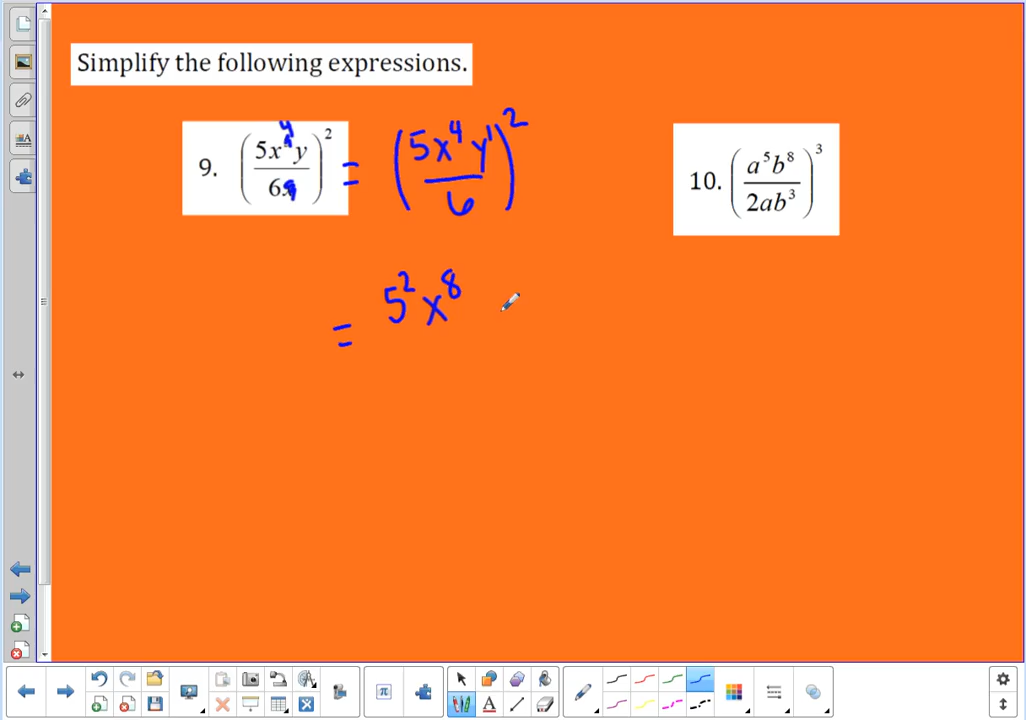 Simplify the following expressions.
9. (5x⁴y / 6)² = (5x⁴y¹ / 6)²
10. (a⁵b⁸ / 2ab³)³
= 5²x⁸